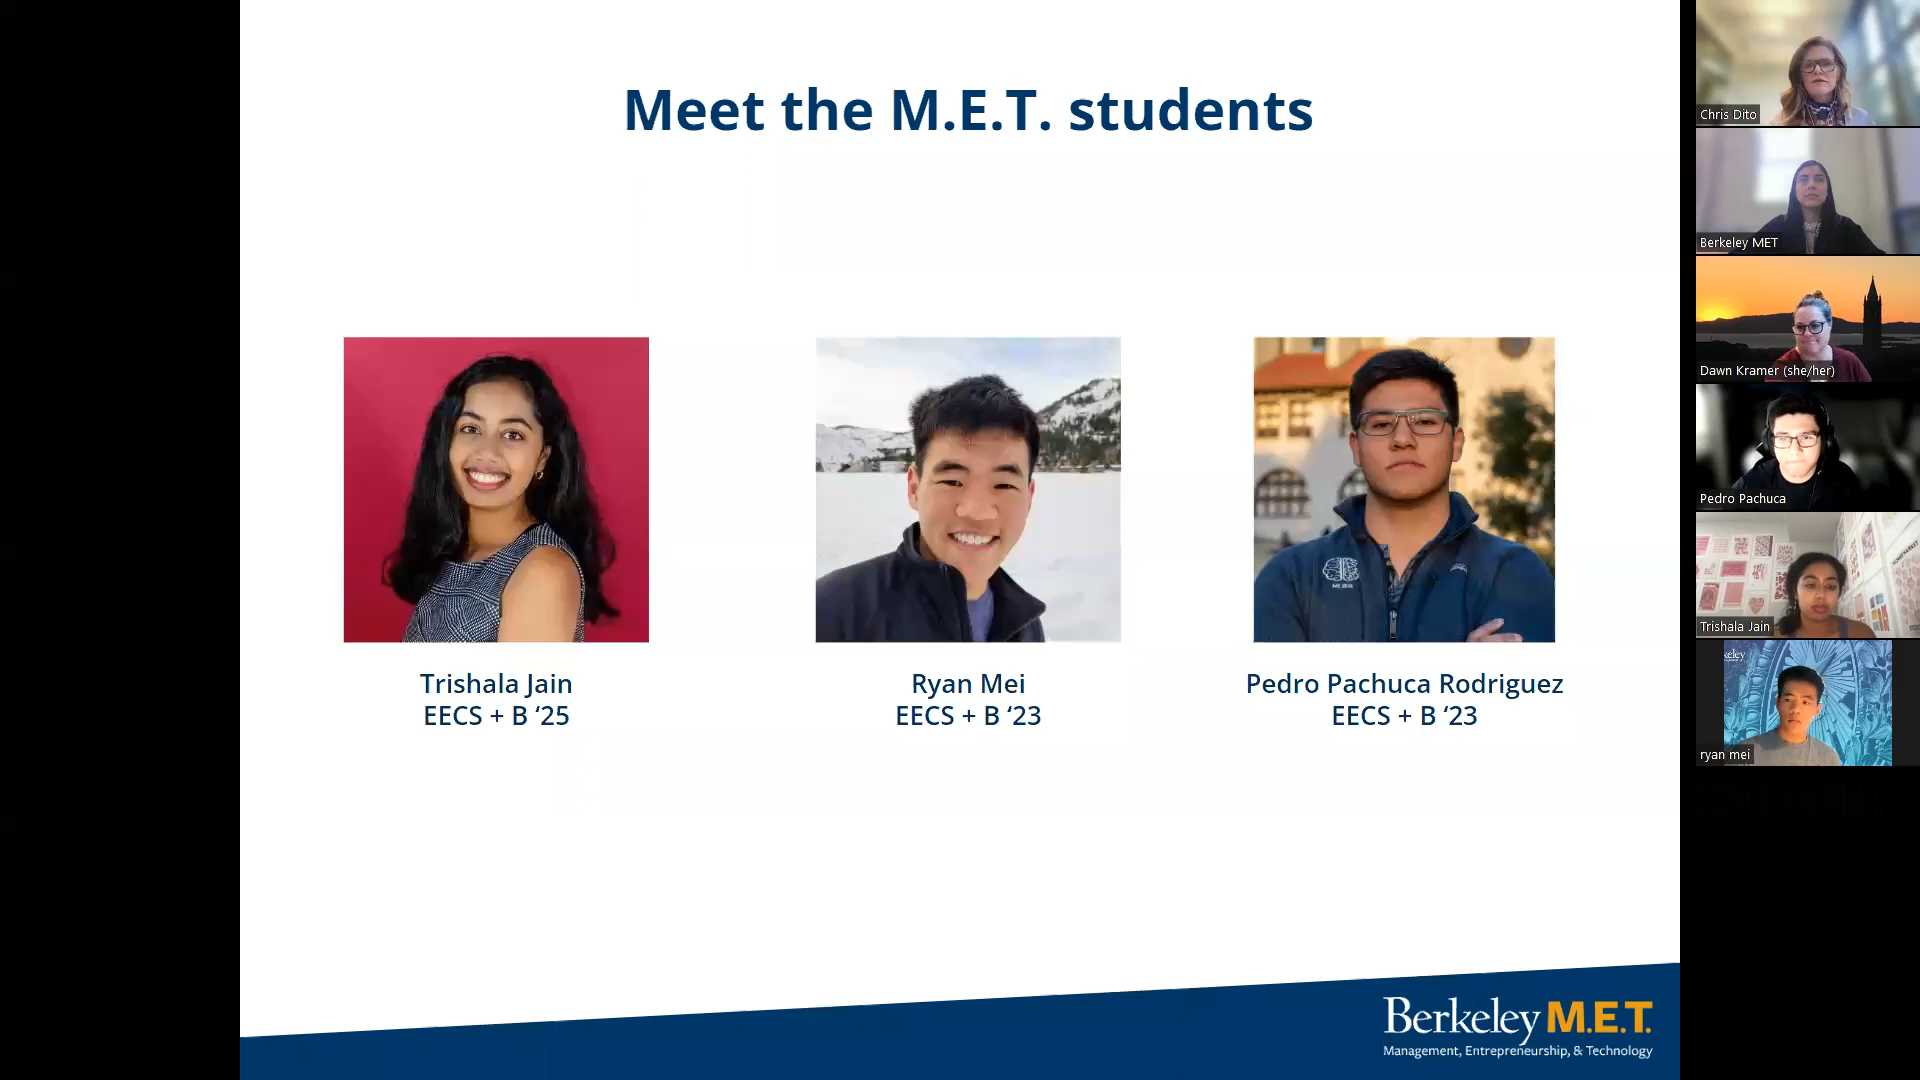 Meet the M.E.T. students
Trishala Jain
EECS + B ‘25
Ryan Mei
EECS + B ‘23
Pedro Pachuca Rodriguez
EECS + B ‘23
Berkeley M.E.T.
Management, Entrepreneurship, & Technology
Chris Dito
Berkeley MET
Dawn Kramer (she/her)
Pedro Pachuca
Trishala Jain
keley
ryan mei